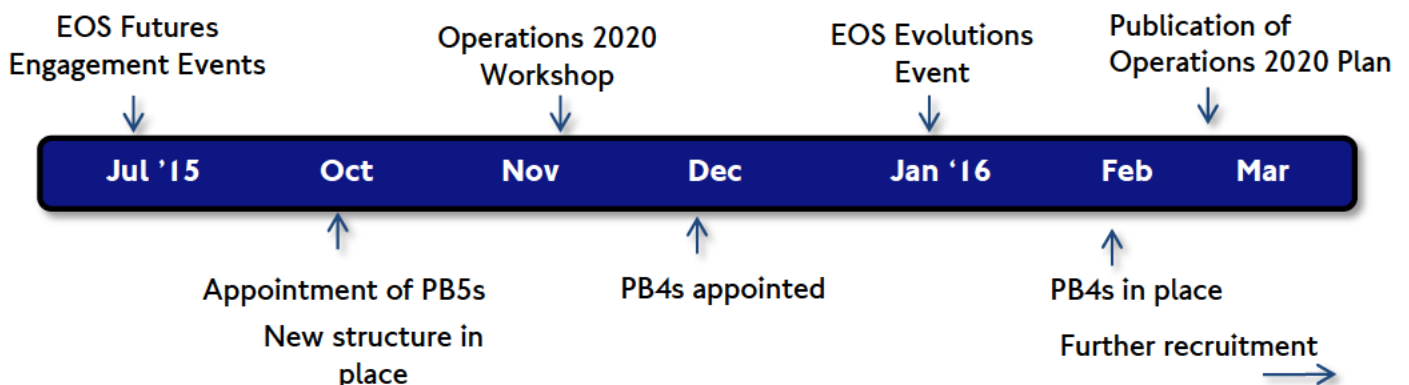 EOS Futures
Engagement Events
Operations 2020
Workshop
EOS Evolutions
Event
Publication of
Operations 2020 Plan
Jul ’15 Oct Nov Dec Jan ‘16 Feb Mar
Appointment of PB5s
New structure in
place
PB4s appointed
PB4s in place
Further recruitment